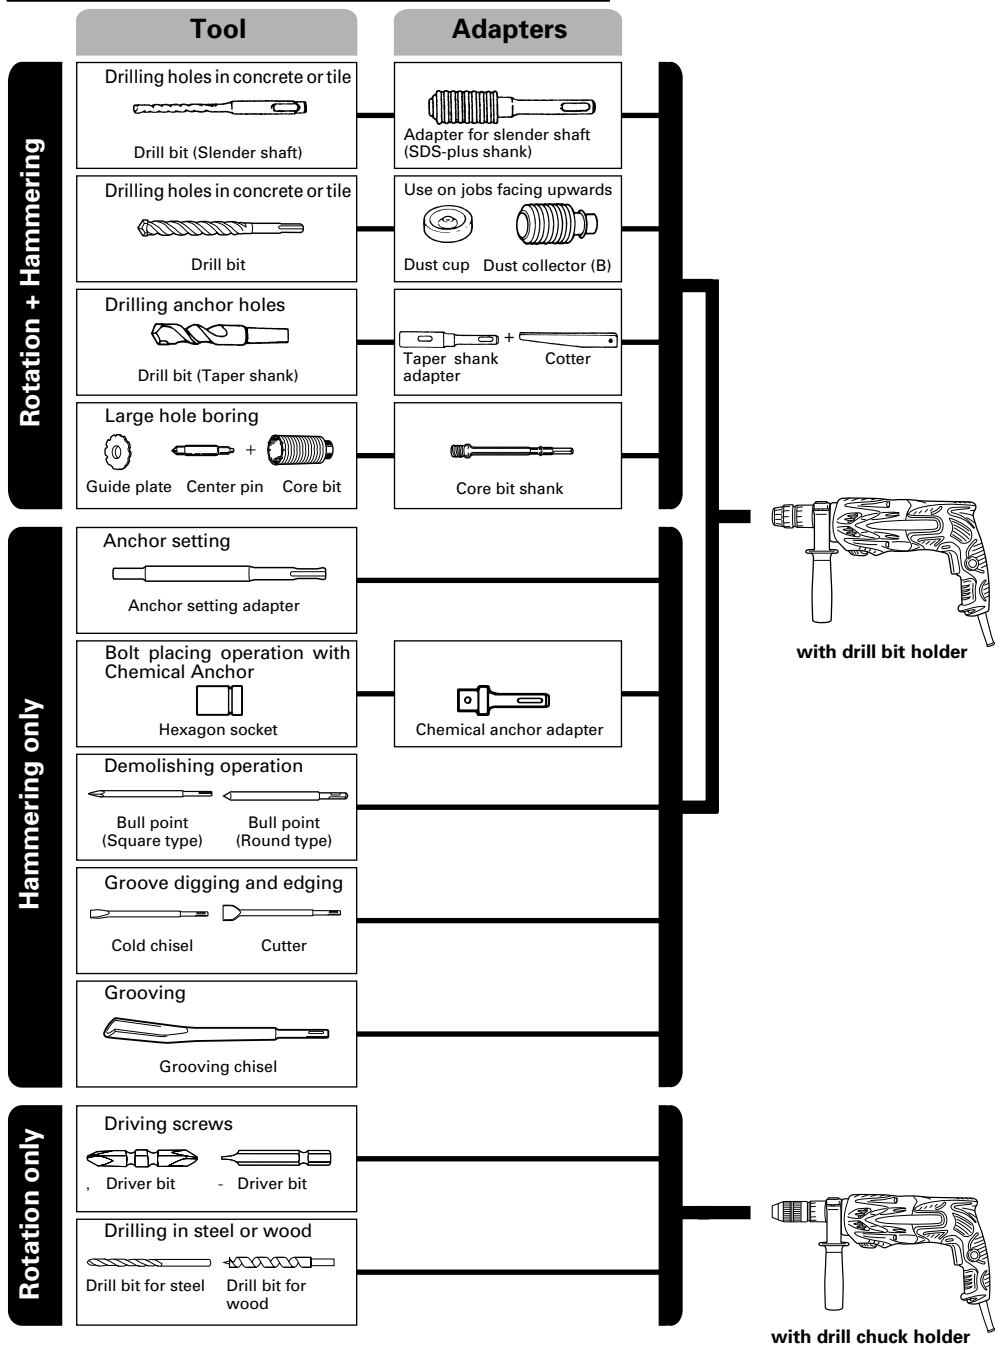 Tool
Adapters
Rotation + Hammering
Drilling holes in concrete or tile
Drill bit (Slender shaft)
Adapter for slender shaft
(SDS-plus shank)
Drilling holes in concrete or tile
Drill bit
Use on jobs facing upwards
Dust cup Dust collector (B)
Drilling anchor holes
Drill bit (Taper shank)
+
Taper shank
adapter
Cotter
Large hole boring
+
Guide plate Center pin Core bit
Core bit shank
Hammering only
Anchor setting
Anchor setting adapter
Bolt placing operation with
Chemical Anchor
Hexagon socket
Chemical anchor adapter
Demolishing operation
Bull point
(Square type)
Bull point
(Round type)
Groove digging and edging
Cold chisel Cutter
Grooving
Grooving chisel
with drill bit holder
Rotation only
Driving screws
, Driver bit - Driver bit
Drilling in steel or wood
Drill bit for steel
Drill bit for
wood
with drill chuck holder